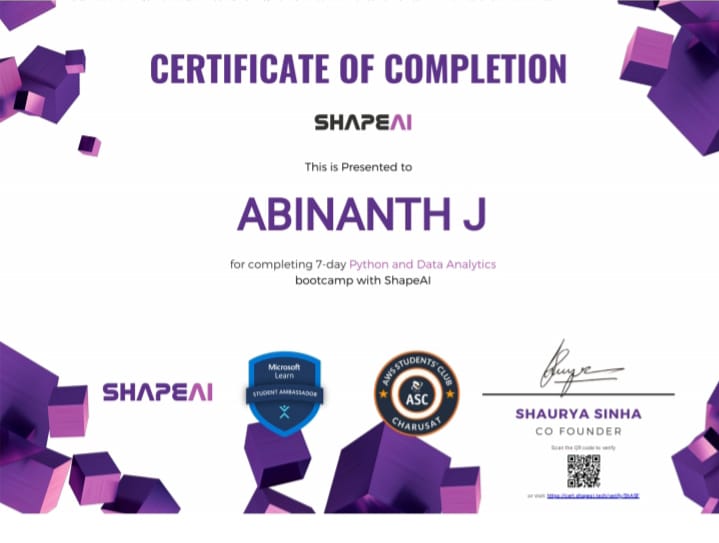 CERTIFICATE OF COMPLETION
SHAPEAI
This is Presented to
ABINANTH J
for completing 7-day Python and Data Analytics
bootcamp with ShapeAI
SHAPEAI
Microsoft
Learn
STUDENT AMBASSADOR
AWS STUDENTS' CLUB
ASC
CHARUSAT
SHAURYA SINHA
CO FOUNDER
Scan the QR code to verify
or visit